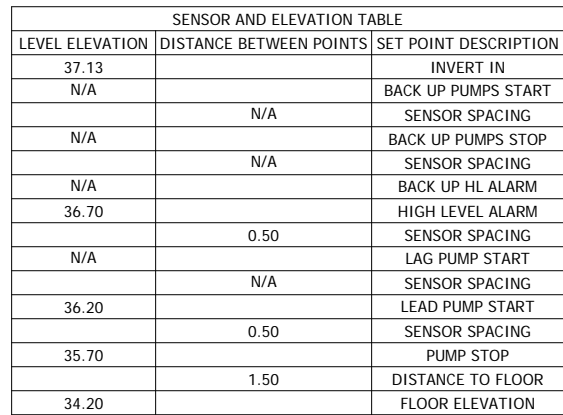 SENSOR AND ELEVATION TABLE
LEVEL ELEVATION DISTANCE BETWEEN POINTS SET POINT DESCRIPTION
37.13 INVERT IN
N/A BACK UP PUMPS START
N/A SENSOR SPACING
N/A BACK UP PUMPS STOP
N/A SENSOR SPACING
N/A BACK UP HL ALARM
36.70 HIGH LEVEL ALARM
0.50 SENSOR SPACING
N/A LAG PUMP START
N/A SENSOR SPACING
36.20 LEAD PUMP START
0.50 SENSOR SPACING
35.70 PUMP STOP
1.50 DISTANCE TO FLOOR
34.20 FLOOR ELEVATION